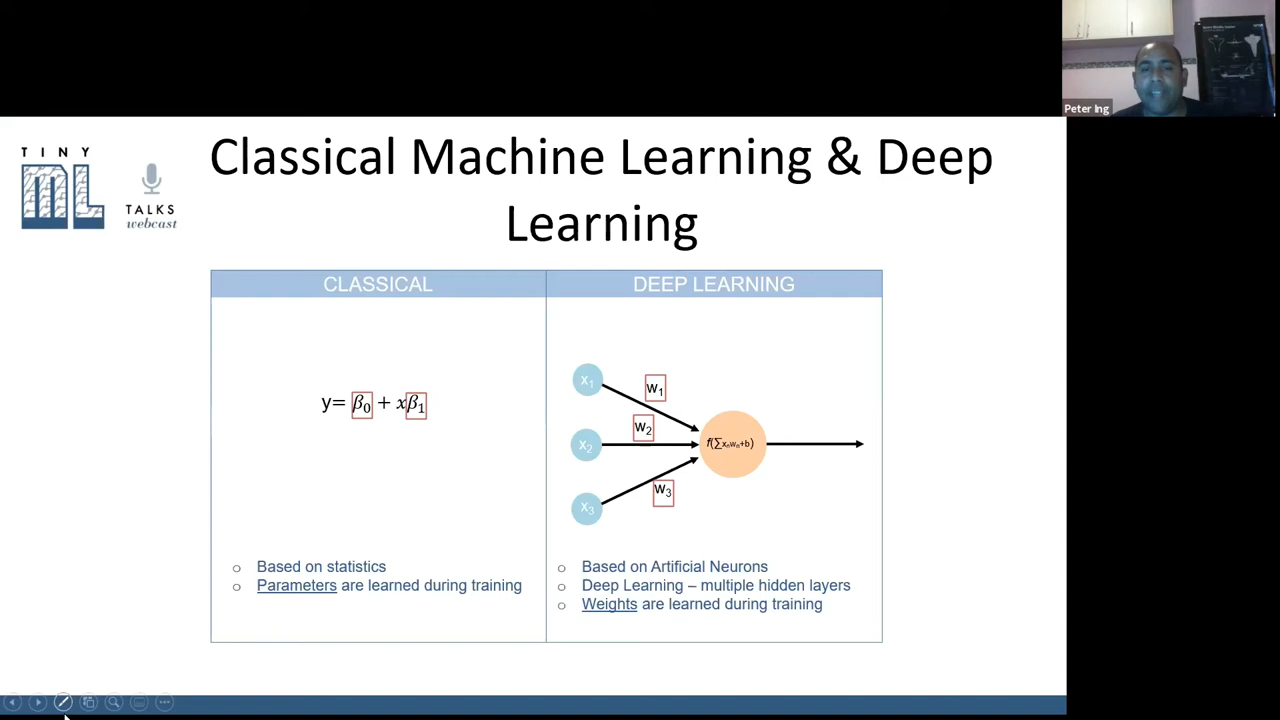 Peter Ing
TINY
ML
TALKS
webcast
Classical Machine Learning & Deep
Learning
CLASSICAL
DEEP LEARNING
y= β₀ + xβ₁
x₁
w₁
x₂
w₂
f(∑xₙwₙ+b)
x₃
w₃
○ Based on statistics
○ Parameters are learned during training
○ Based on Artificial Neurons
○ Deep Learning – multiple hidden layers
○ Weights are learned during training